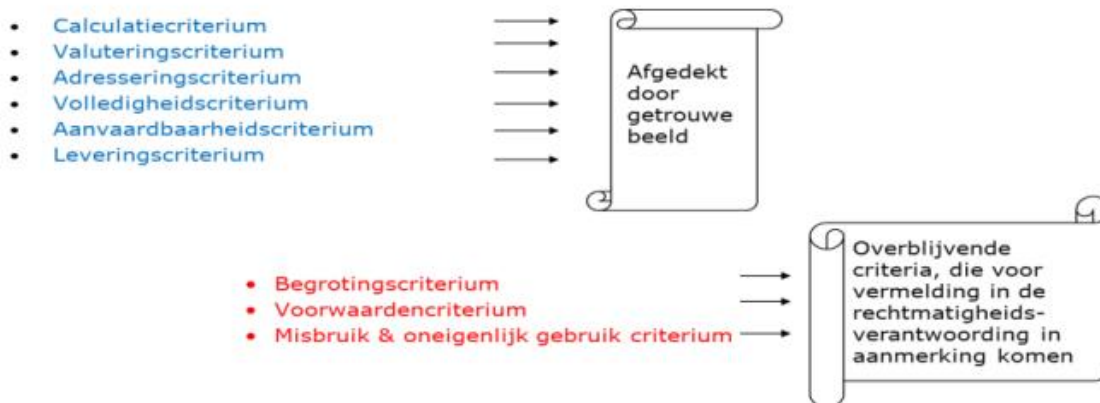 • Calculatiecriterium
• Valuteringscriterium
• Adresseringscriterium
• Volledigheidscriterium
• Aanvaardbaarheidscriterium
• Leveringscriterium
Afgedekt
door
getrouwe
beeld
• Begrotingscriterium
• Voorwaardencriterium
• Misbruik & oneigenlijk gebruik criterium
Overblijvende
criteria, die voor
vermelding in de
rechtmatigheids-
verantwoording in
aanmerking komen